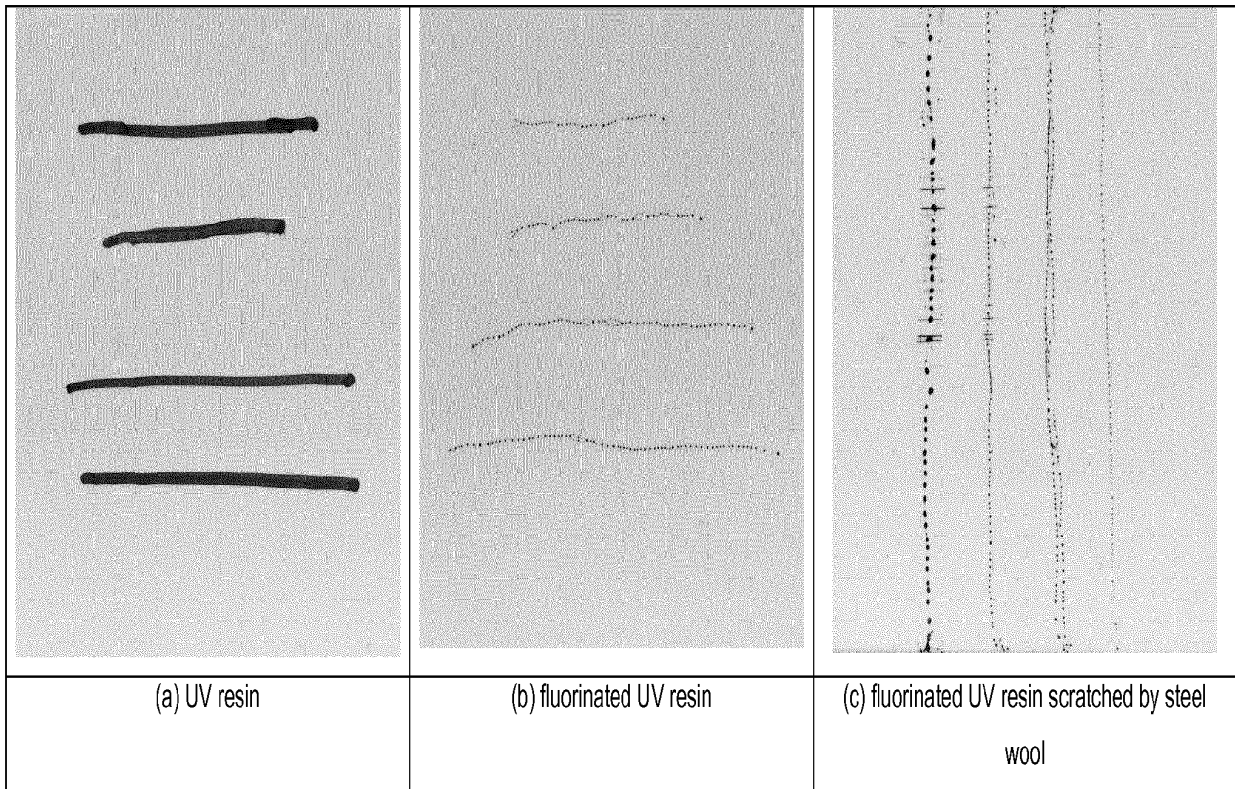 (a) UV resin
(b) fluorinated UV resin
(c) fluorinated UV resin scratched by steel
wool